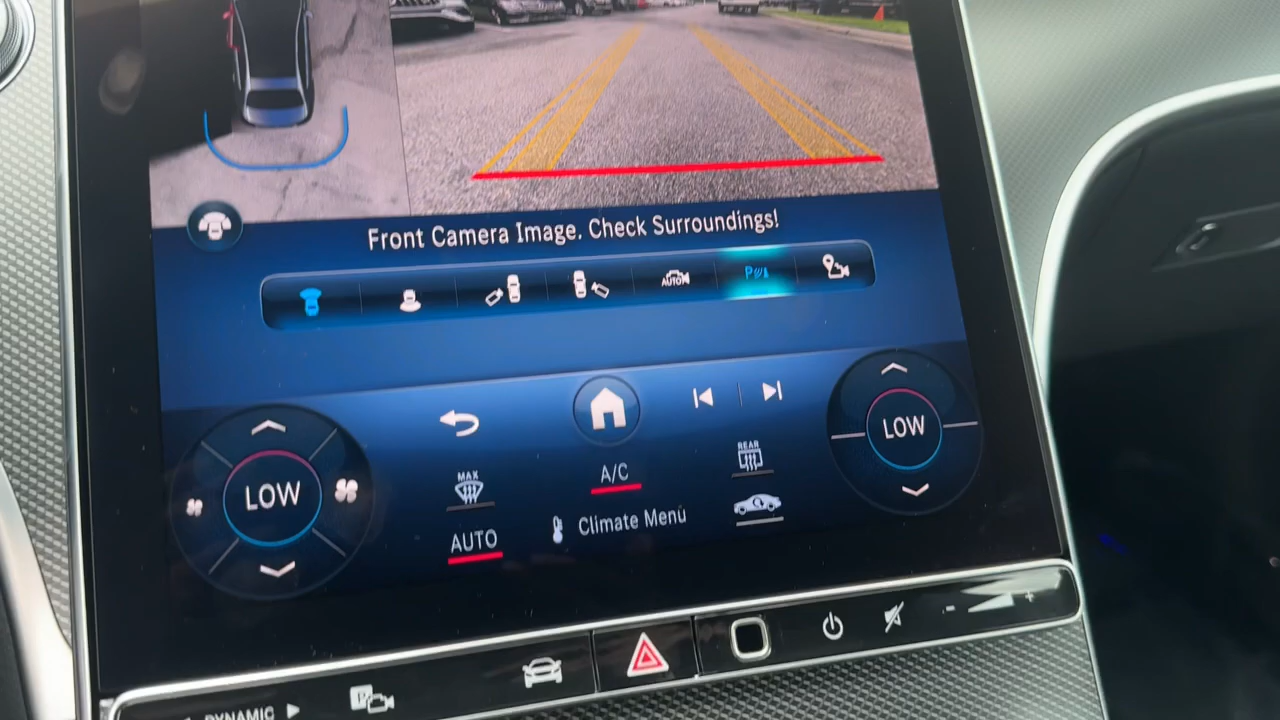 Front Camera Image. Check Surroundings!
AUTO
P
LOW
LOW
MAX
A/C
REAR
AUTO
Climate Menu
DYNAMIC
P
- +